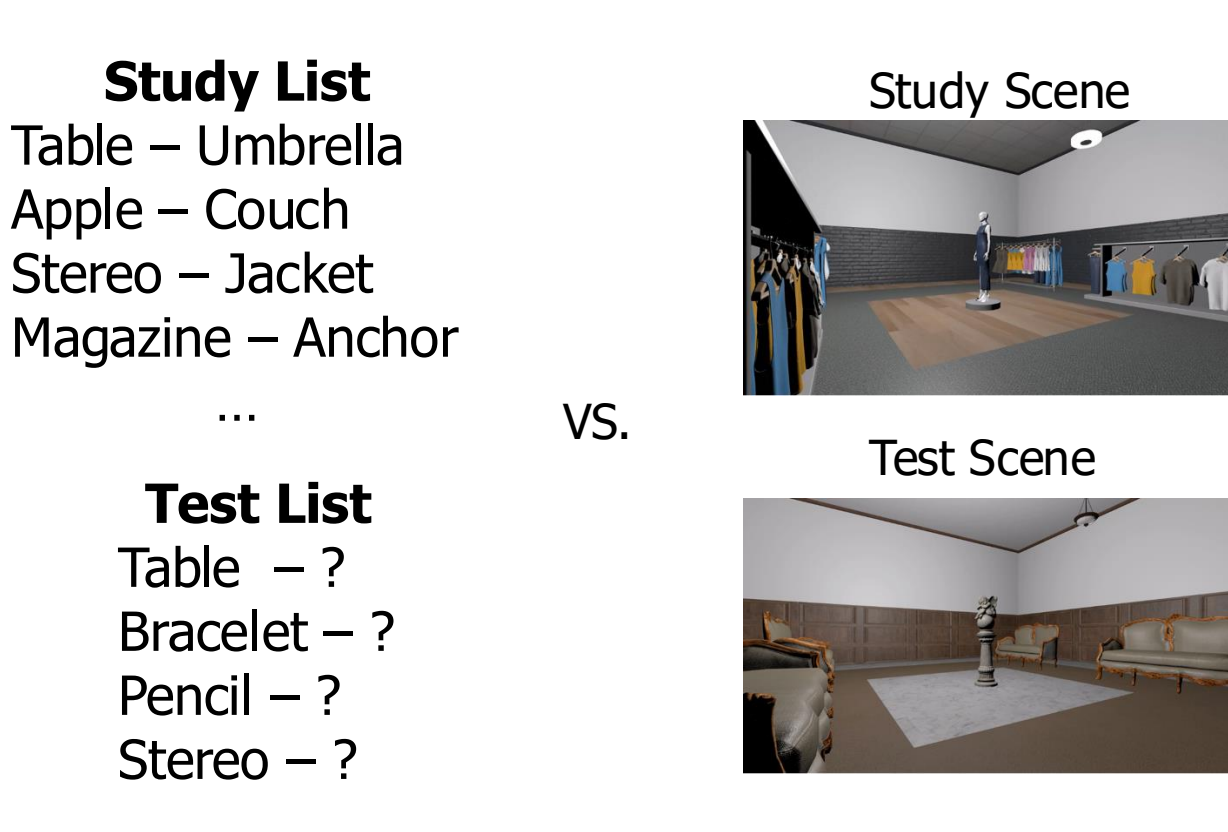 Study List
Table – Umbrella
Apple – Couch
Stereo – Jacket
Magazine – Anchor
...
Test List
Table – ?
Bracelet – ?
Pencil – ?
Stereo – ?
VS.
Study Scene
Test Scene